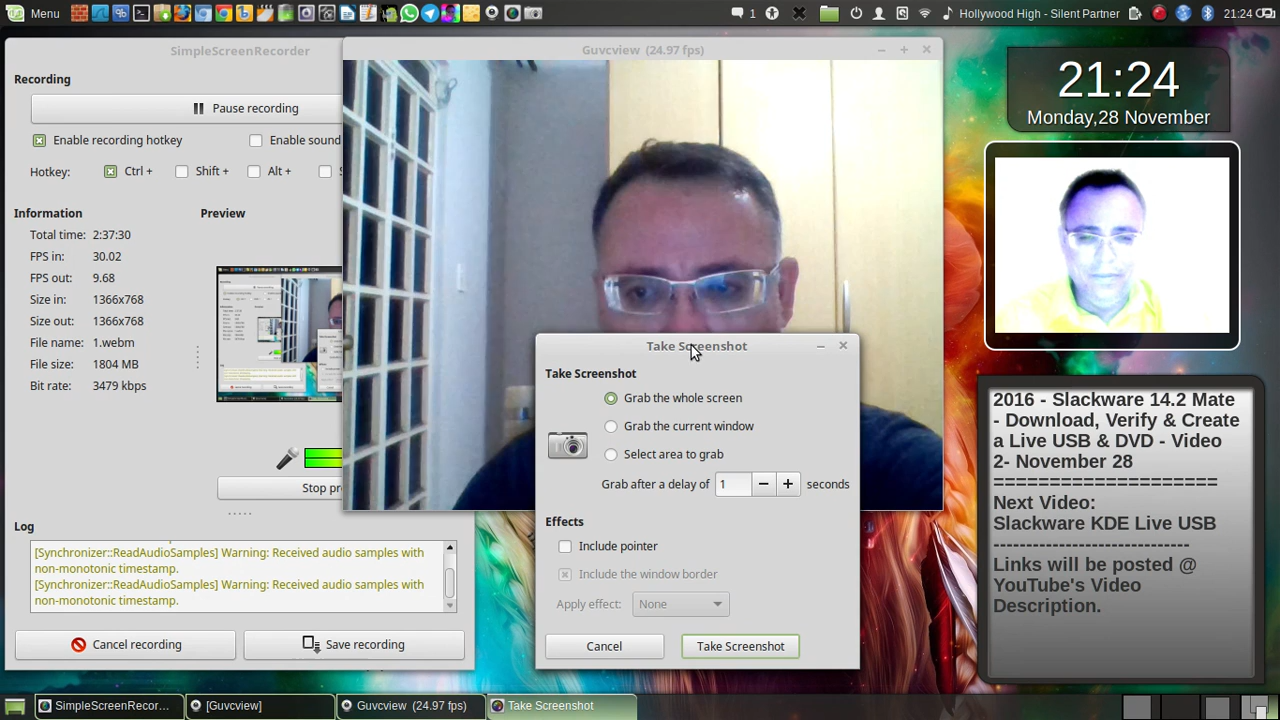 Menu
1
Hollywood High - Silent Partner
21:24
SimpleScreenRecorder
Recording
Pause recording
Enable recording hotkey
Enable sound
Hotkey:
Ctrl +
Shift +
Alt +
Information
Preview
Total time: 2:37:30
FPS in: 30.02
FPS out: 9.68
Size in: 1366x768
Size out: 1366x768
File name: 1.webm
File size: 1804 MB
Bit rate: 3479 kbps
Log
[Synchronizer::ReadAudioSamples] Warning: Received audio samples with
non-monotonic timestamp.
[Synchronizer::ReadAudioSamples] Warning: Received audio samples with
non-monotonic timestamp.
Cancel recording
Save recording
Guvcview (24.97 fps)
Take Screenshot
Take Screenshot
Grab the whole screen
Grab the current window
Select area to grab
Grab after a delay of 1 seconds
Effects
Include pointer
Include the window border
Apply effect: None
Cancel
Take Screenshot
21:24
Monday,28 November
2016 - Slackware 14.2 Mate
- Download, Verify & Create
a Live USB & DVD - Video
2- November 28
=====================
Next Video:
Slackware KDE Live USB
------------------------------
Links will be posted @
YouTube's Video
Description.
SimpleScreenRecor...
[Guvcview]
Guvcview (24.97 fps)
Take Screenshot